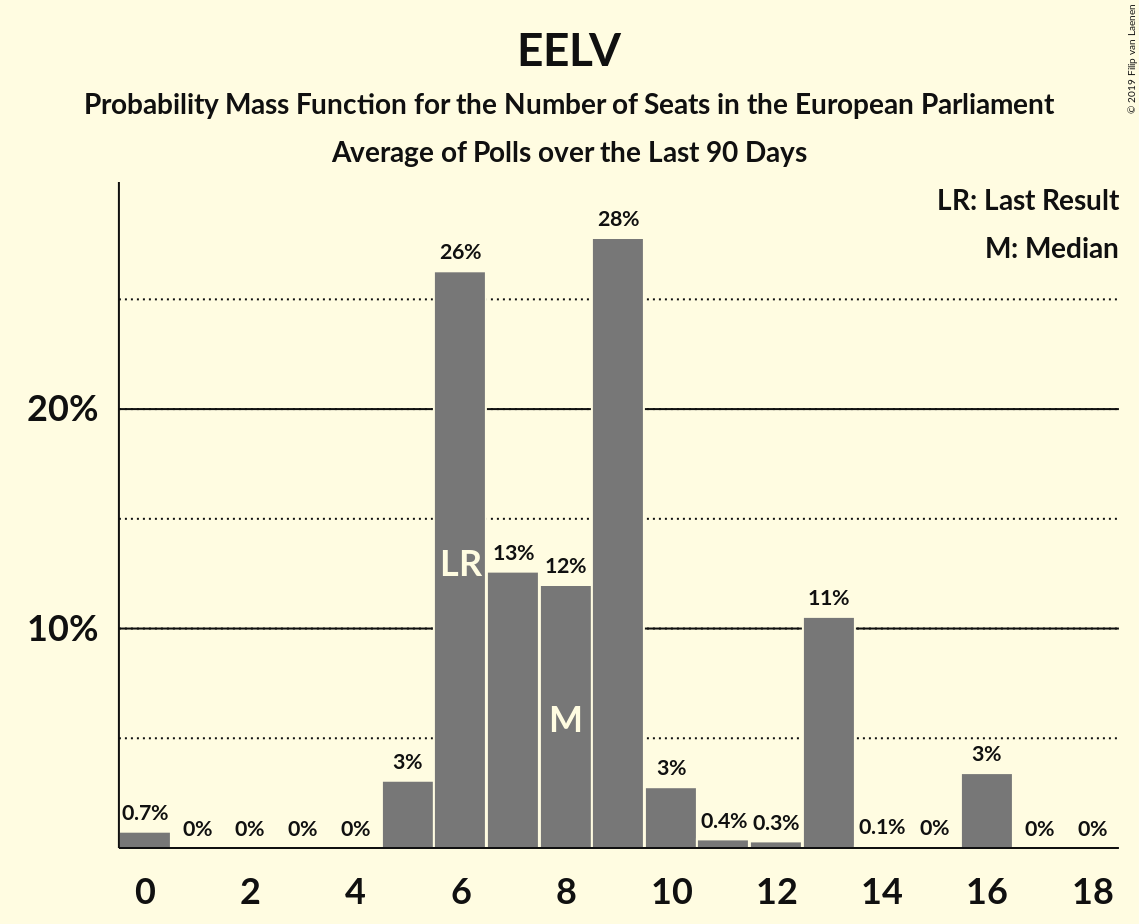 EELV
Probability Mass Function for the Number of Seats in the European Parliament
Average of Polls over the Last 90 Days
© 2019 Filip van Laenen
LR: Last Result
M: Median
20%
10%
0.7%
0%
0%
0%
0%
3%
26%
13%
12%
28%
3%
0.4%
0.3%
11%
0.1%
0%
3%
0%
0%
LR
M
0 2 4 6 8 10 12 14 16 18